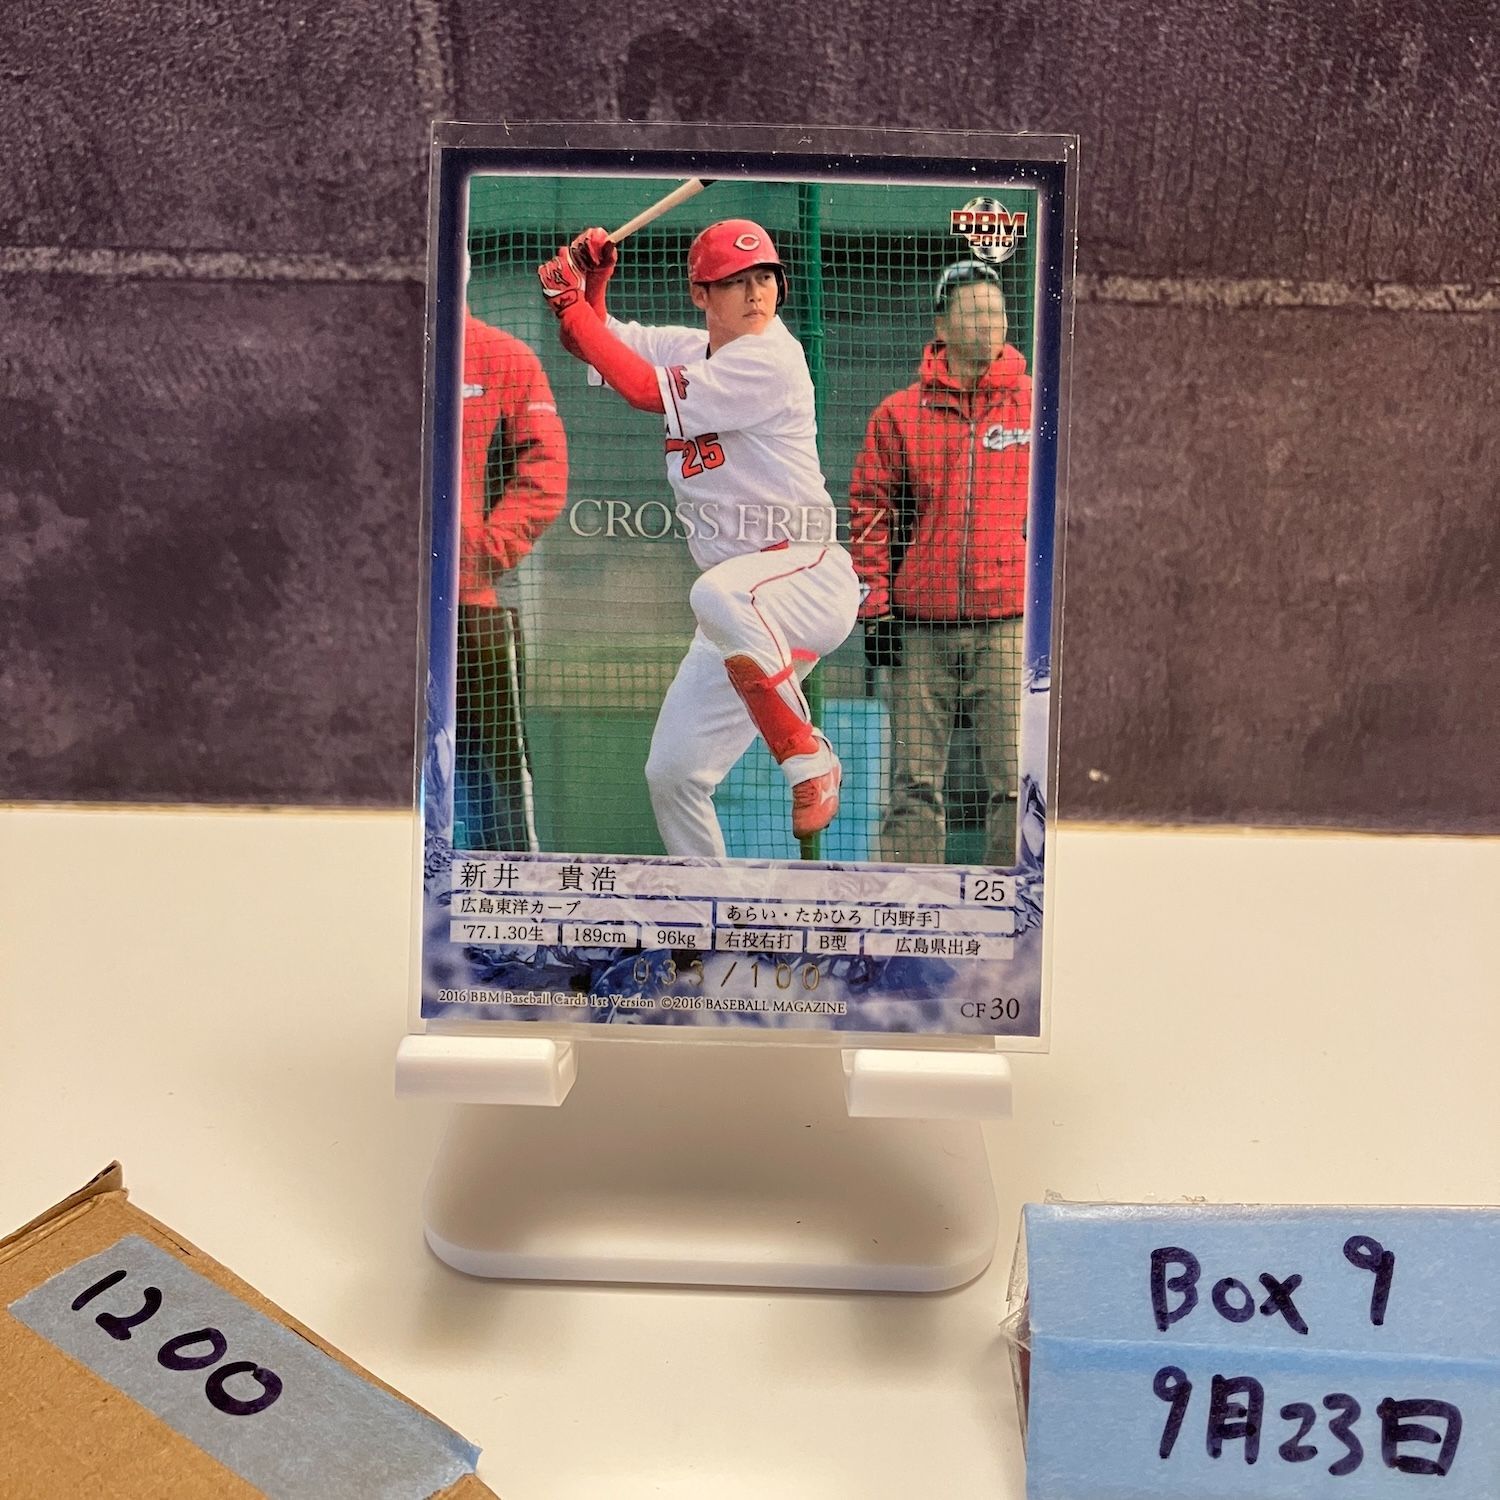 BBM
2016
25
CROSS FREEZE
新井 貴浩 25
広島東洋カープ あらい・たかひろ [内野手]
'77.1.30生 189cm 96kg 右投右打 B型 広島県出身
033/100
2016 BBM Baseball Cards 1st Version ©2016 BASEBALL MAGAZINE
CF30
1200
Box 9
9月23日